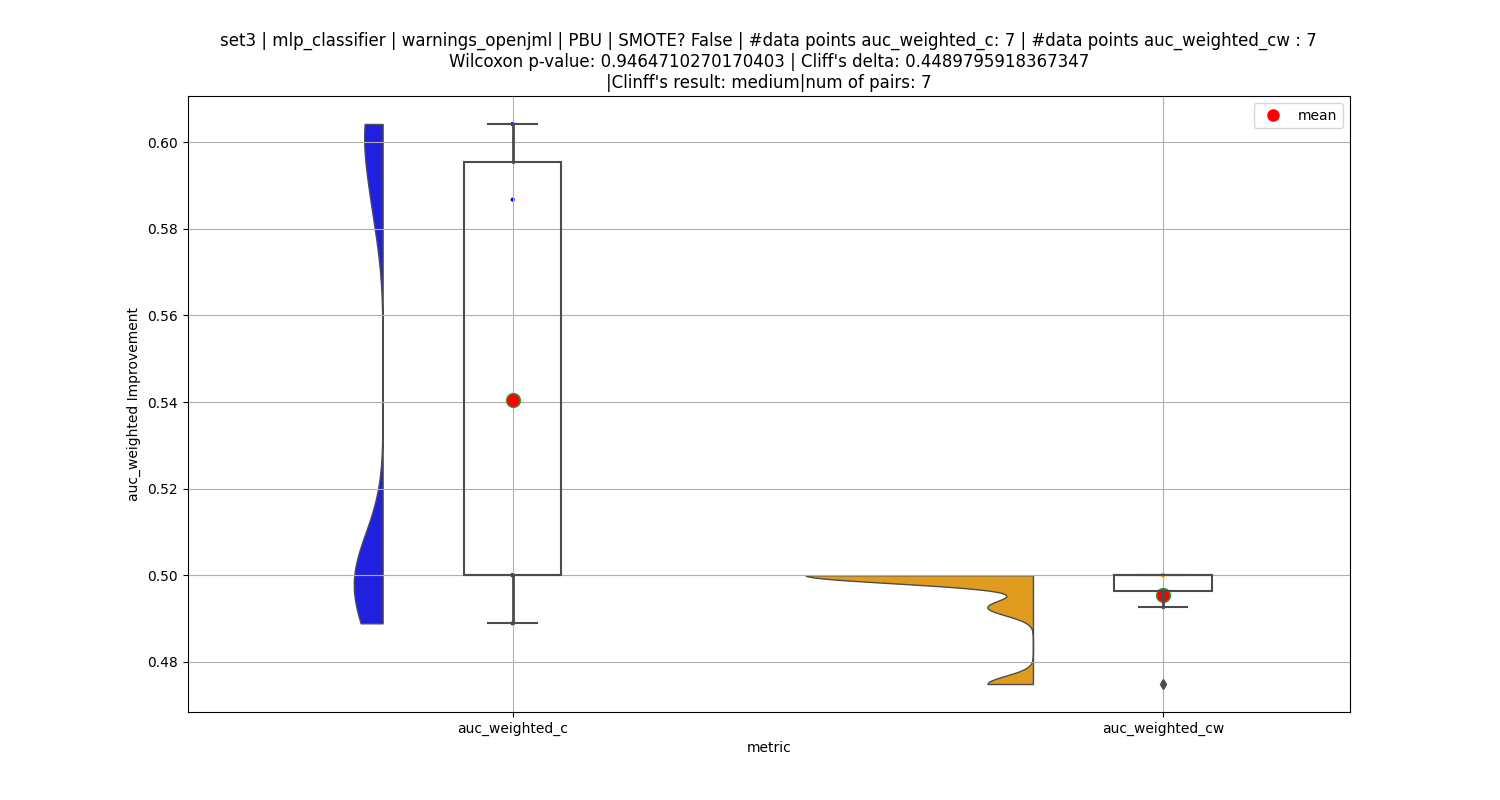 set3 | mlp_classifier | warnings_openjml | PBU | SMOTE? False | #data points auc_weighted_c: 7 | #data points auc_weighted_cw : 7
Wilcoxon p-value: 0.9464710270170403 | Cliff's delta: 0.4489795918367347
|Clinff's result: medium|num of pairs: 7
mean
0.60
0.58
0.56
0.54
0.52
0.50
0.48
auc_weighted Improvement
auc_weighted_c
auc_weighted_cw
metric